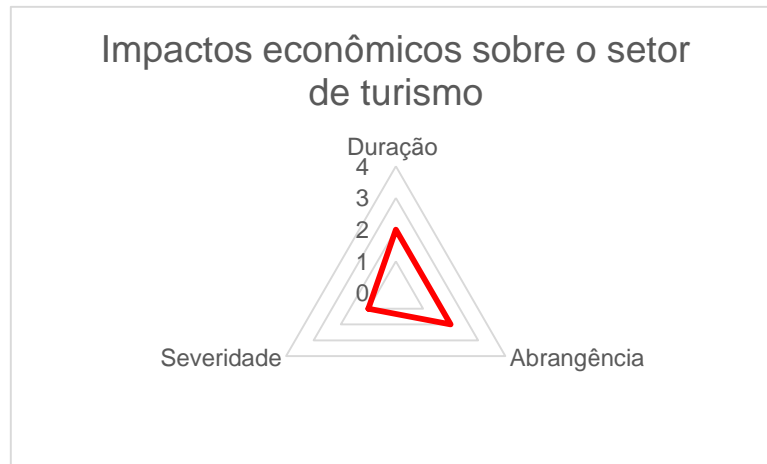 Impactos econômicos sobre o setor
de turismo
Duração
4
3
2
1
0
Severidade
Abrangência